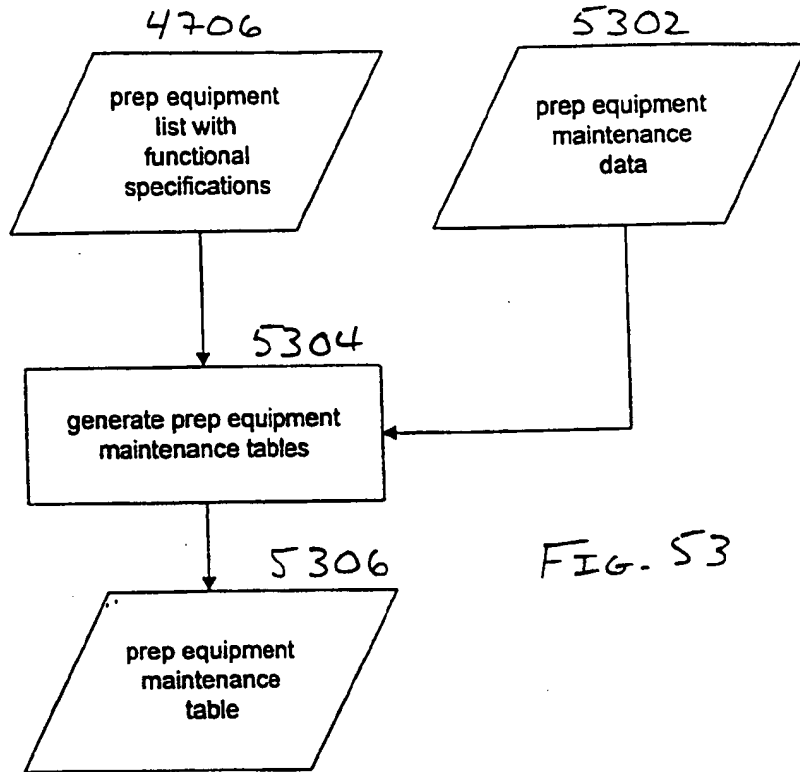 4706
prep equipment
list with
functional
specifications
5302
prep equipment
maintenance
data
5304
generate prep equipment
maintenance tables
5306
prep equipment
maintenance
table
FIG. 53